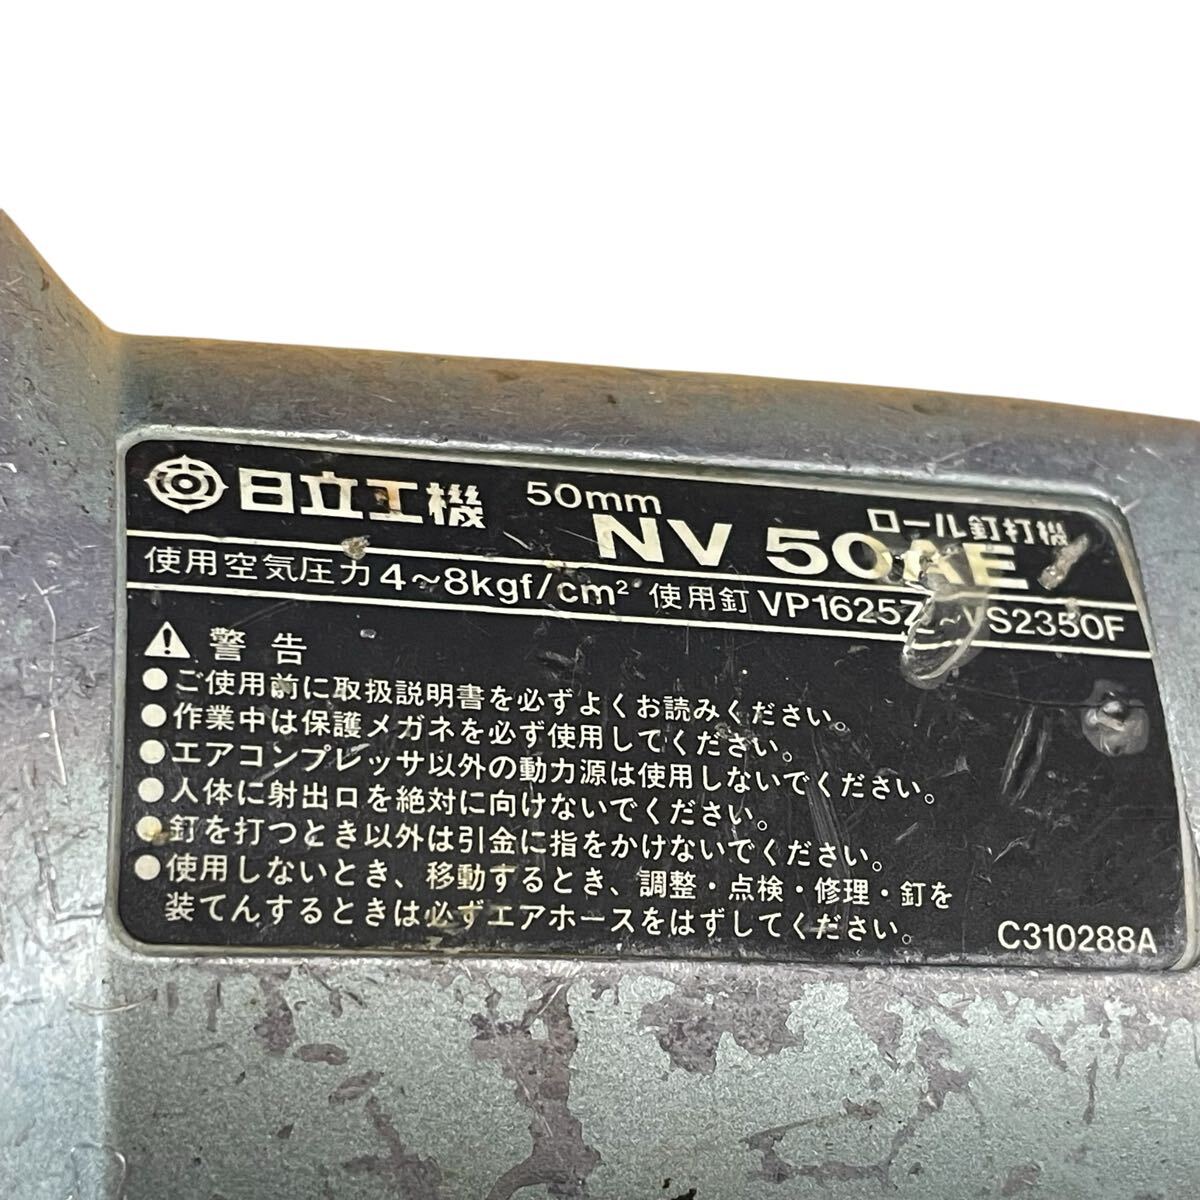 日立工機 50mm ロール釘打機
NV 50AE
使用空気圧力4～8kgf/cm² 使用釘 VP1625Z～VS2350F
警告
●ご使用前に取扱説明書を必ずよくお読みください。
●作業中は保護メガネを必ず使用してください。
●エアコンプレッサ以外の動力源は使用しないでください。
●人体に射出口を絶対に向けないでください。
●釘を打つとき以外は引金に指をかけないでください。
●使用しないとき、移動するとき、調整・点検・修理・釘を
装てんするときは必ずエアホースをはずしてください。
C310288A